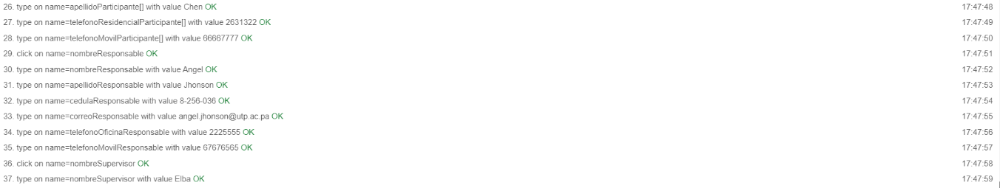 26. type on name=apellidoParticipante[] with value Chen OK 17:47:48
27. type on name=telefonoResidencialParticipante[] with value 2631322 OK 17:47:49
28. type on name=telefonoMovilParticipante[] with value 66667777 OK 17:47:50
29. click on name=nombreResponsable OK 17:47:51
30. type on name=nombreResponsable with value Angel OK 17:47:52
31. type on name=apellidoResponsable with value Jhonson OK 17:47:53
32. type on name=cedulaResponsable with value 8-256-036 OK 17:47:54
33. type on name=correoResponsable with value angel.jhonson@utp.ac.pa OK 17:47:55
34. type on name=telefonoOficinaResponsable with value 2225555 OK 17:47:56
35. type on name=telefonoMovilResponsable with value 67676565 OK 17:47:57
36. click on name=nombreSupervisor OK 17:47:58
37. type on name=nombreSupervisor with value Elba OK 17:47:59